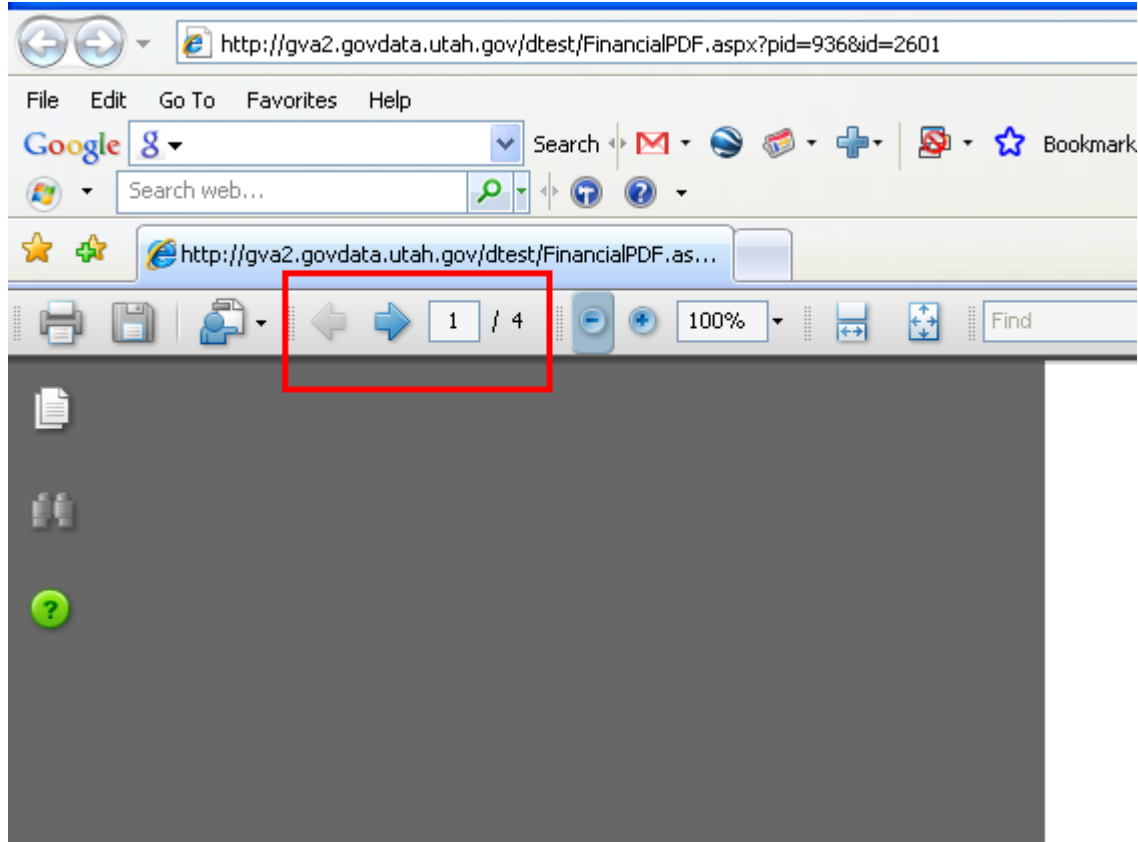 http://gva2.govdata.utah.gov/dtest/FinancialPDF.aspx?pid=936&id=2601
File Edit Go To Favorites Help
Google g Search Bookmark
Search web...
http://gva2.govdata.utah.gov/dtest/FinancialPDF.as...
1 / 4 100% Find